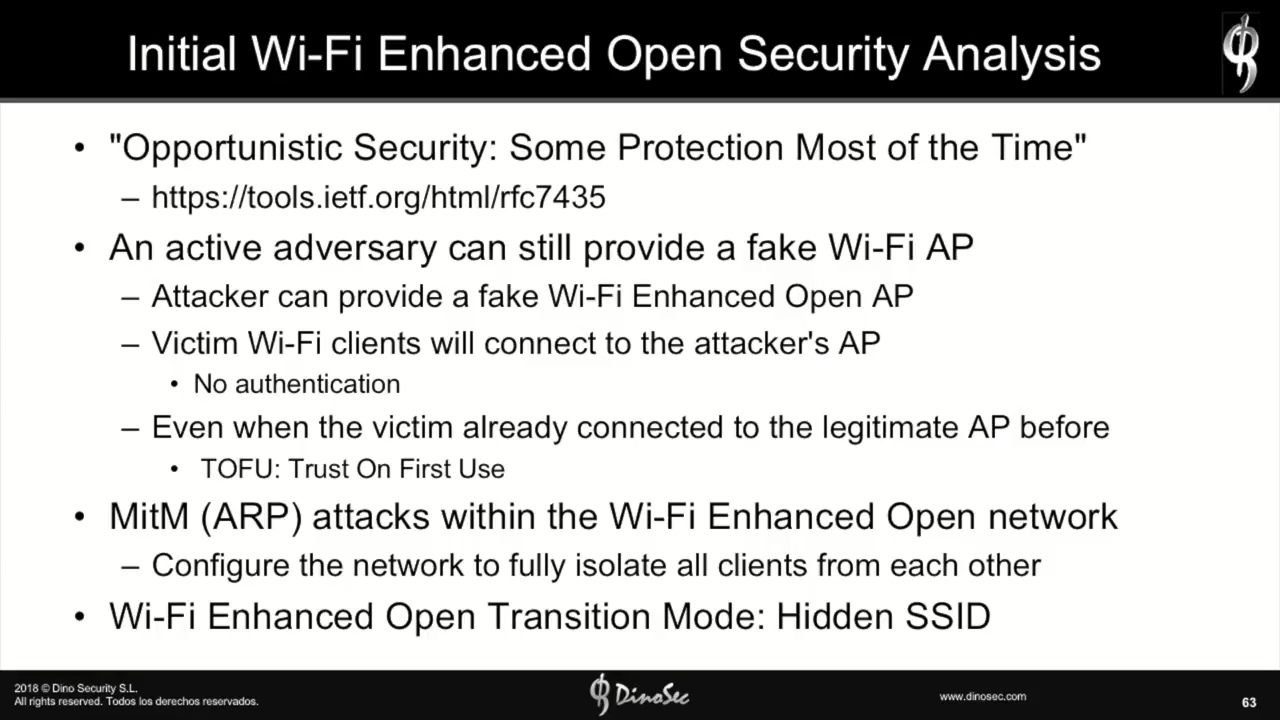 Initial Wi-Fi Enhanced Open Security Analysis
• "Opportunistic Security: Some Protection Most of the Time"
– https://tools.ietf.org/html/rfc7435
• An active adversary can still provide a fake Wi-Fi AP
– Attacker can provide a fake Wi-Fi Enhanced Open AP
– Victim Wi-Fi clients will connect to the attacker's AP
• No authentication
– Even when the victim already connected to the legitimate AP before
• TOFU: Trust On First Use
• MitM (ARP) attacks within the Wi-Fi Enhanced Open network
– Configure the network to fully isolate all clients from each other
• Wi-Fi Enhanced Open Transition Mode: Hidden SSID
2018 © Dino Security S.L.
All rights reserved. Todos los derechos reservados.
DinoSec
www.dinosec.com
63